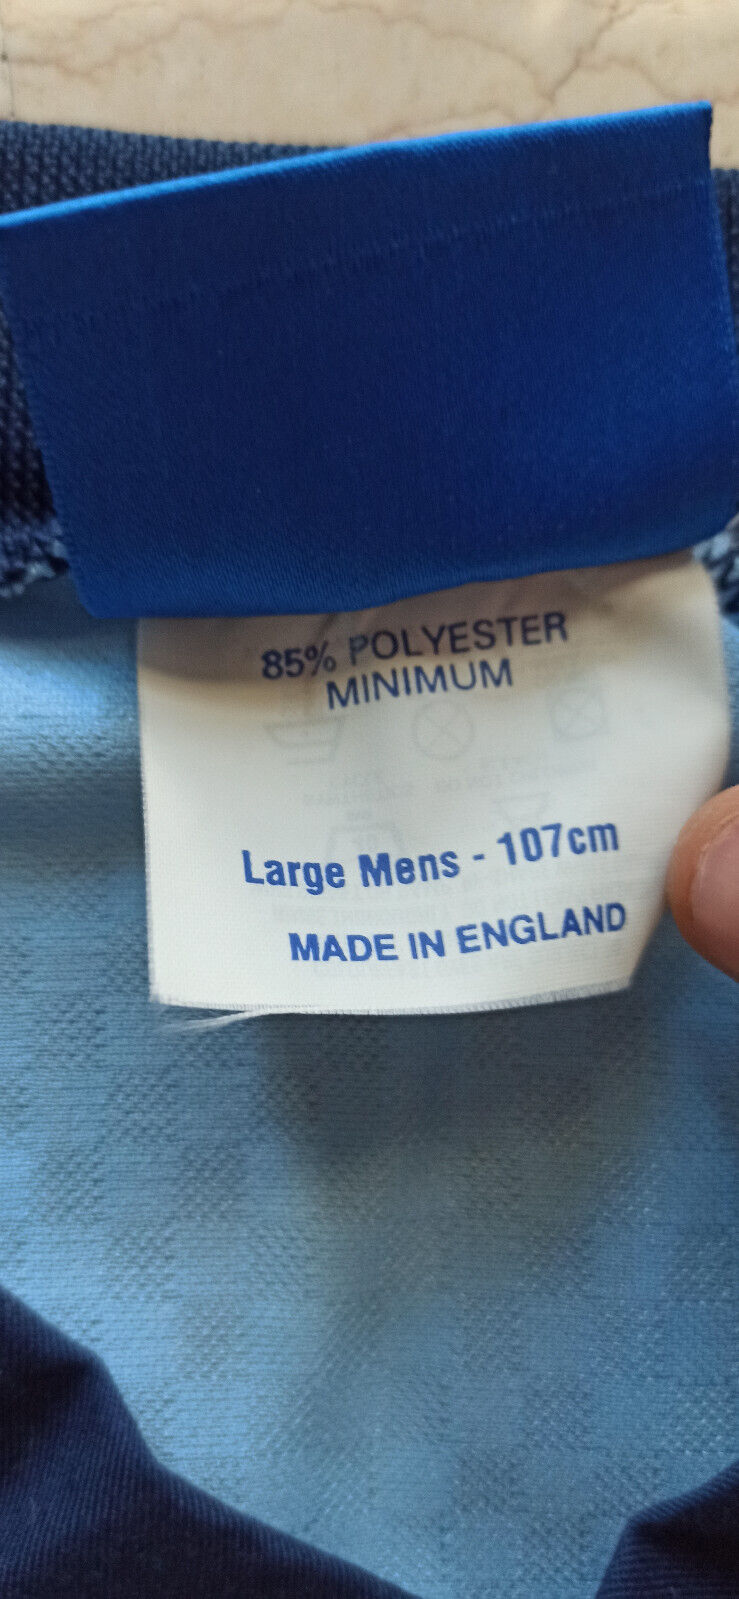 85% POLYESTER
MINIMUM
Large Mens - 107cm
MADE IN ENGLAND